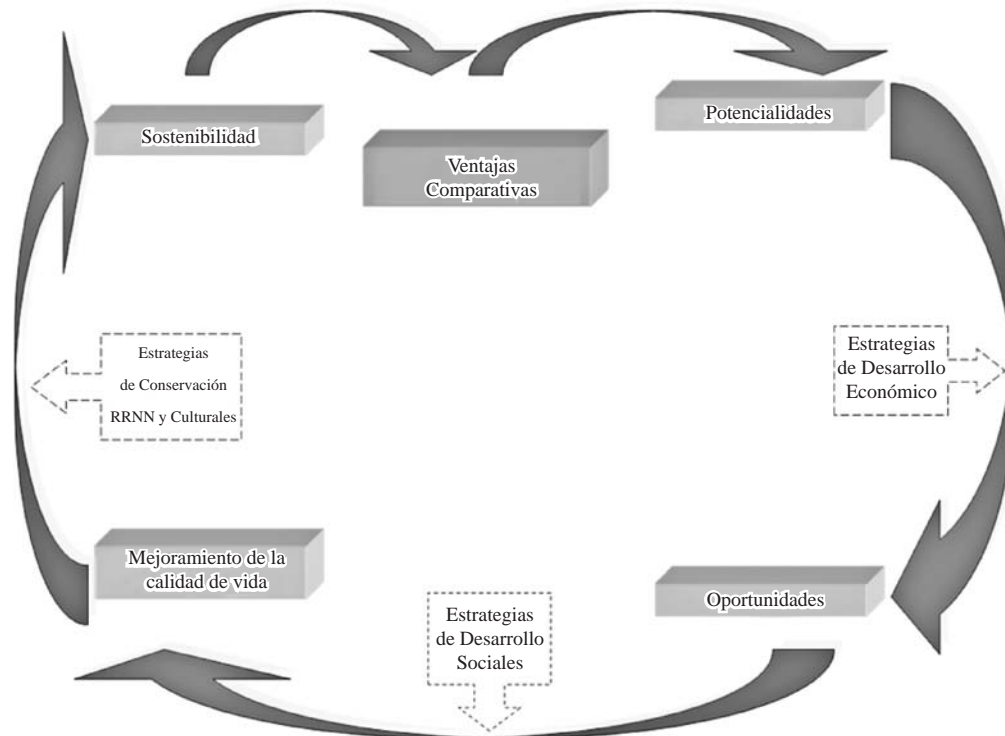 Sostenibilidad
Ventajas
Comparativas
Potencialidades
Estrategias
de Conservación
RRNN y Culturales
Estrategias
de Desarrollo
Económico
Mejoramiento de la
calidad de vida
Estrategias
de Desarrollo
Sociales
Oportunidades